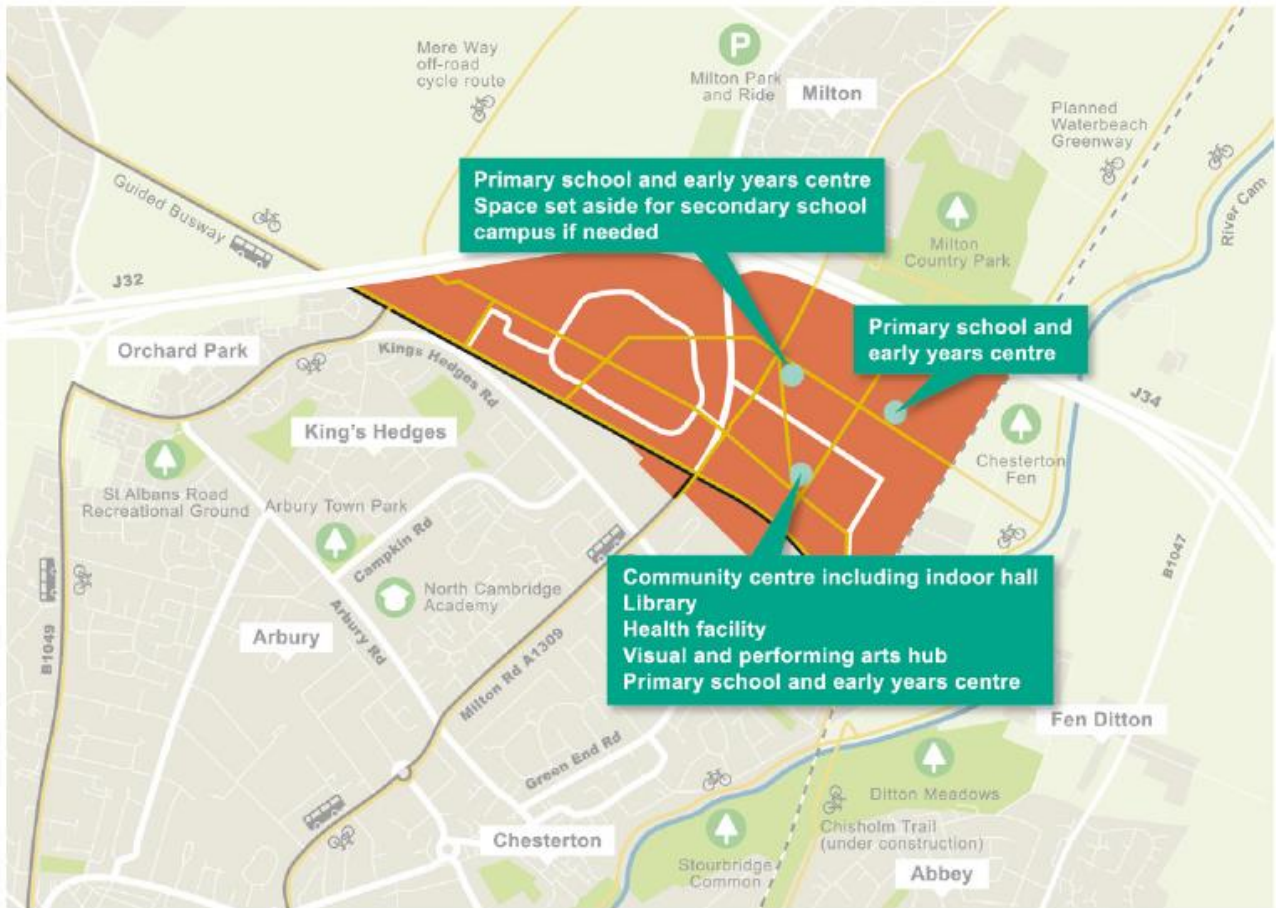 Mere Way
off-road
cycle route
P
Milton Park
and Ride
Milton
Planned
Waterbeach
Greenway
Guided Busway
Primary school and early years centre
Space set aside for secondary school
campus if needed
Milton
Country Park
River Cam
J32
Primary school and
early years centre
Orchard Park
Kings Hedges Rd
J34
King's Hedges
Chesterton
Fen
St Albans Road
Recreational Ground
Arbury Town Park
Campkin Rd
B1047
North Cambridge
Academy
Community centre including indoor hall
Library
Health facility
Visual and performing arts hub
Primary school and early years centre
B1049
Arbury
Arbury Rd
Milton Rd A1309
Fen Ditton
Green End Rd
Ditton Meadows
Chesterton
Chisholm Trail
(under construction)
Stourbridge
Common
Abbey